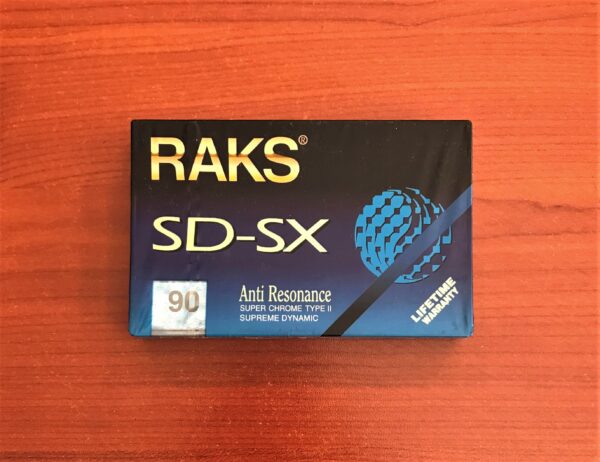 RAKS®
SD-SX
90
Anti Resonance
SUPER CHROME TYPE II
SUPREME DYNAMIC
LIFETIME
WARRANTY